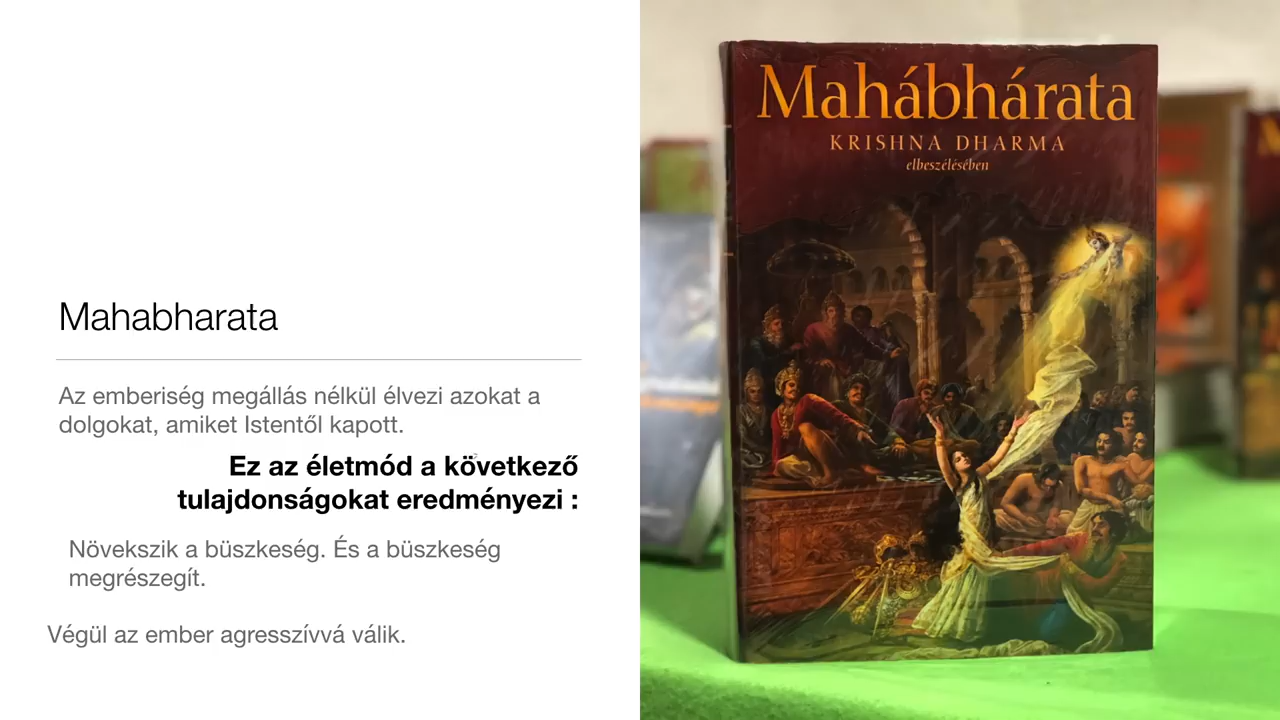 Mahabharata
Az emberiség megállás nélkül élvezi azokat a
dolgokat, amiket Istentől kapott.
Ez az életmód a következő
tulajdonságokat eredményezi :
Növekszik a büszkeség. És a büszkeség
megrészegít.
Végül az ember agresszívvá válik.
Mahábhárata
KRISHNA DHARMA
elbeszélésében